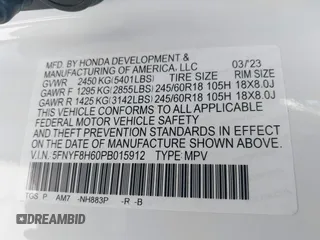 MFD. BY HONDA DEVELOPMENT & 03/'23
MANUFACTURING OF AMERICA, LLC
GVWR 2450 KG(5401LBS) TIRE SIZE RIM SIZE
GAWR F 1295 KG(2855LBS) 245/60R18 105H 18X8.0J
GAWR R 1425 KG(3142LBS) 245/60R18 105H 18X8.0J
THIS VEHICLE CONFORMS TO ALL APPLICABLE
FEDERAL MOTOR VEHICLE SAFETY
AND THEFT PREVENTION STANDARDS IN EFFECT
ON THE DATE OF MANUFACTURE SHOWN ABOVE.
V.I.N. 5FNYF8H60PB015912 TYPE MPV
TGS P AM7 -NH883P -R -B
DREAMBID
dreambid.com